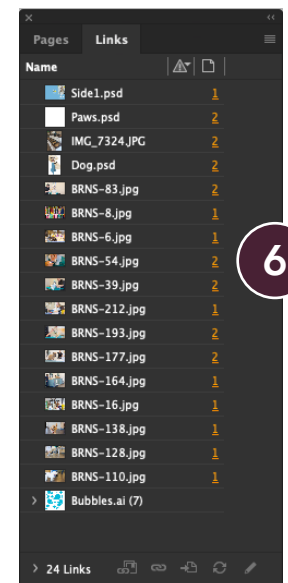 Pages Links
Name
Side1.psd 1
Paws.psd 2
IMG_7324.JPG 2
Dog.psd 2
BRNS-83.jpg 2
BRNS-8.jpg 1
BRNS-6.jpg 1
BRNS-54.jpg 2
BRNS-39.jpg 2
BRNS-212.jpg 1
BRNS-193.jpg 2
BRNS-177.jpg 2
BRNS-164.jpg 1
BRNS-16.jpg 1
BRNS-138.jpg 1
BRNS-128.jpg 1
BRNS-110.jpg 1
Bubbles.ai (7)
24 Links
6